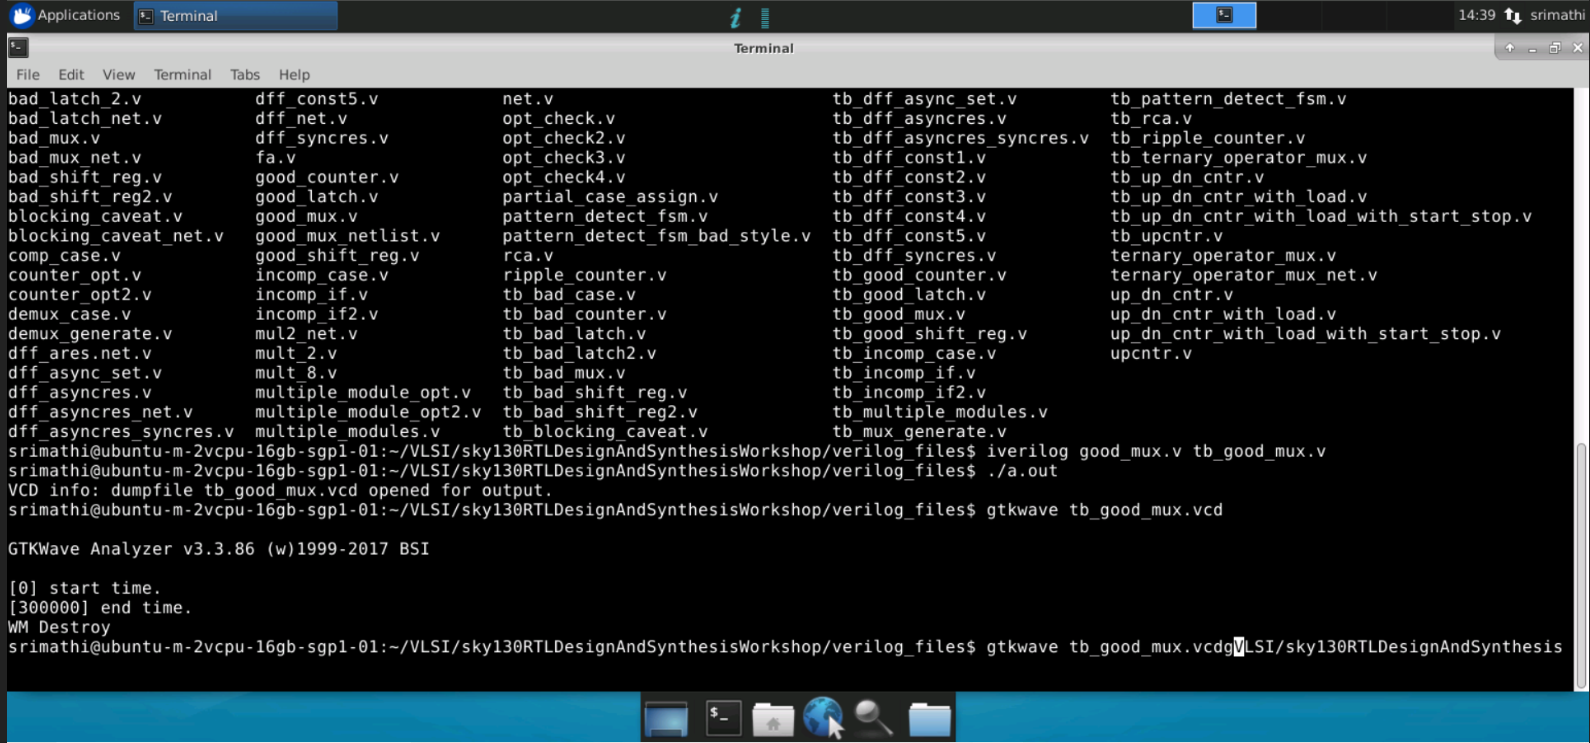 Applications Terminal 14:39 srimathi
Terminal
File Edit View Terminal Tabs Help
bad_latch_2.v dff_const5.v net.v tb_dff_async_set.v tb_pattern_detect_fsm.v
bad_latch_net.v dff_net.v opt_check.v tb_dff_asyncres.v tb_rca.v
bad_mux.v dff_syncres.v opt_check2.v tb_dff_asyncres_syncres.v tb_ripple_counter.v
bad_mux_net.v fa.v opt_check3.v tb_dff_const1.v tb_ternary_operator_mux.v
bad_shift_reg.v good_counter.v opt_check4.v tb_dff_const2.v tb_up_dn_cntr.v
bad_shift_reg2.v good_latch.v partial_case_assign.v tb_dff_const3.v tb_up_dn_cntr_with_load.v
blocking_caveat.v good_mux.v pattern_detect_fsm.v tb_dff_const4.v tb_up_dn_cntr_with_load_with_start_stop.v
blocking_caveat_net.v good_mux_netlist.v pattern_detect_fsm_bad_style.v tb_dff_const5.v tb_upcntr.v
comp_case.v good_shift_reg.v rca.v tb_dff_syncres.v ternary_operator_mux.v
counter_opt.v incomp_case.v ripple_counter.v tb_good_counter.v ternary_operator_mux_net.v
counter_opt2.v incomp_if.v tb_bad_case.v tb_good_latch.v up_dn_cntr.v
demux_case.v incomp_if2.v tb_bad_counter.v tb_good_mux.v up_dn_cntr_with_load.v
demux_generate.v mul2_net.v tb_bad_latch.v tb_good_shift_reg.v up_dn_cntr_with_load_with_start_stop.v
dff_ares.net.v mult_2.v tb_bad_latch2.v tb_incomp_case.v upcntr.v
dff_async_set.v mult_8.v tb_bad_mux.v tb_incomp_if.v
dff_asyncres.v multiple_module_opt.v tb_bad_shift_reg.v tb_incomp_if2.v
dff_asyncres_net.v multiple_module_opt2.v tb_bad_shift_reg2.v tb_multiple_modules.v
dff_asyncres_syncres.v multiple_modules.v tb_blocking_caveat.v tb_mux_generate.v
srimathi@ubuntu-m-2vcpu-16gb-sgp1-01:~/VLSI/sky130RTLDesignAndSynthesisWorkshop/verilog_files$ iverilog good_mux.v tb_good_mux.v
srimathi@ubuntu-m-2vcpu-16gb-sgp1-01:~/VLSI/sky130RTLDesignAndSynthesisWorkshop/verilog_files$ ./a.out
VCD info: dumpfile tb_good_mux.vcd opened for output.
srimathi@ubuntu-m-2vcpu-16gb-sgp1-01:~/VLSI/sky130RTLDesignAndSynthesisWorkshop/verilog_files$ gtkwave tb_good_mux.vcd
GTKWave Analyzer v3.3.86 (w)1999-2017 BSI
[0] start time.
[300000] end time.
WM Destroy
srimathi@ubuntu-m-2vcpu-16gb-sgp1-01:~/VLSI/sky130RTLDesignAndSynthesisWorkshop/verilog_files$ gtkwave tb_good_mux.vcdgVLSI/sky130RTLDesignAndSynthesis